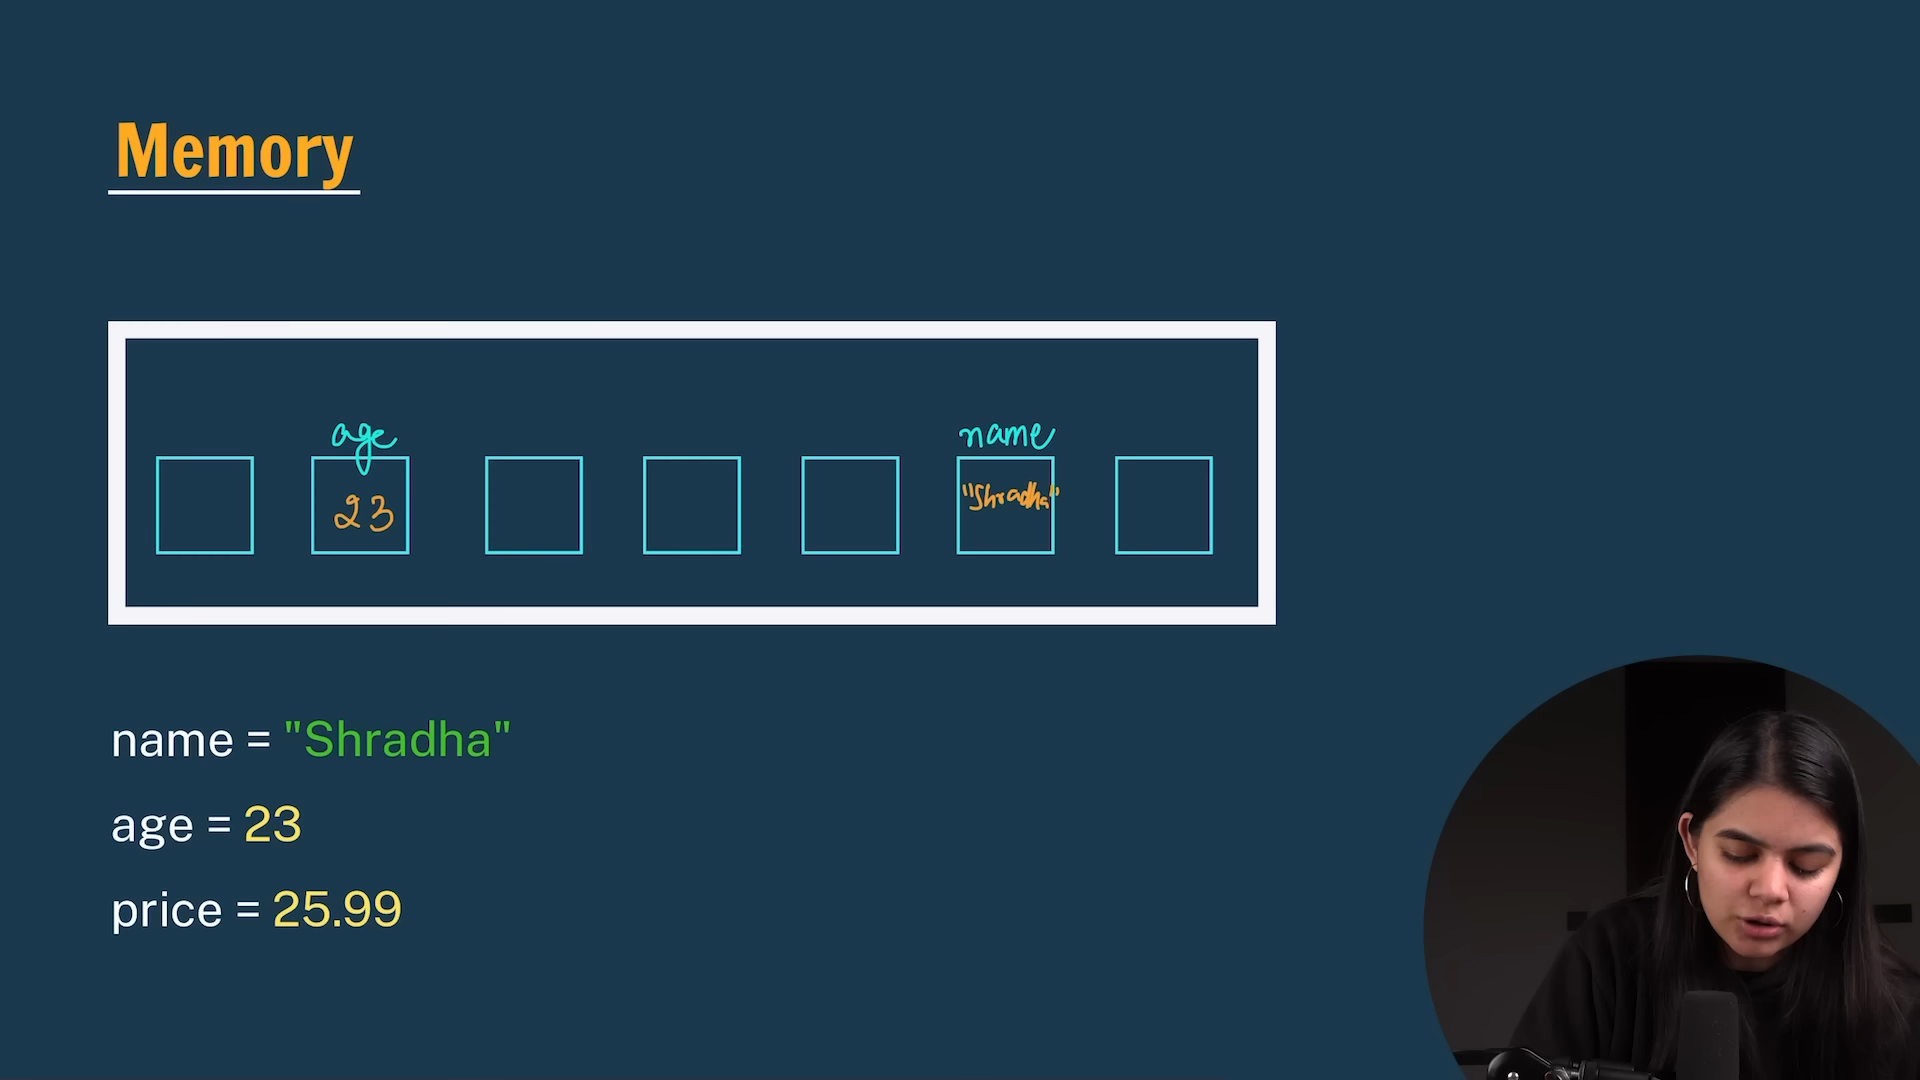 Memory
age
name
23
"Shradha"
name = "Shradha"
age = 23
price = 25.99